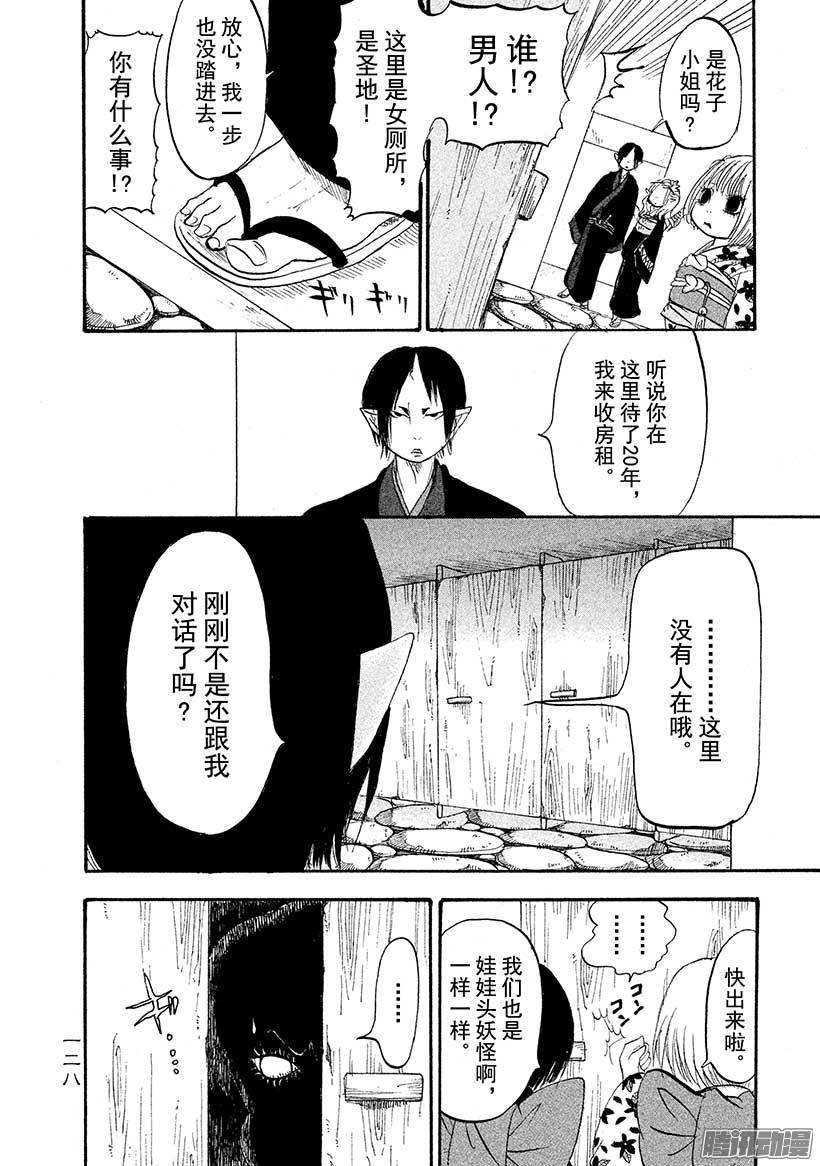 是花子
小姐吗？
谁!?
男人!?
这里是女厕所，
是圣地！
放心，我一步
也没踏进去。
你有什么事!?
ギリ
ギリ
听说你在
这里待了20年，
我来收房租。
…………这里
没有人在哦。
刚刚不是还跟我
对话了吗？
快出来啦。
……
コン
コン
我们也是
娃娃头妖怪啊，
一样一样。
……
一二八
腾讯动漫